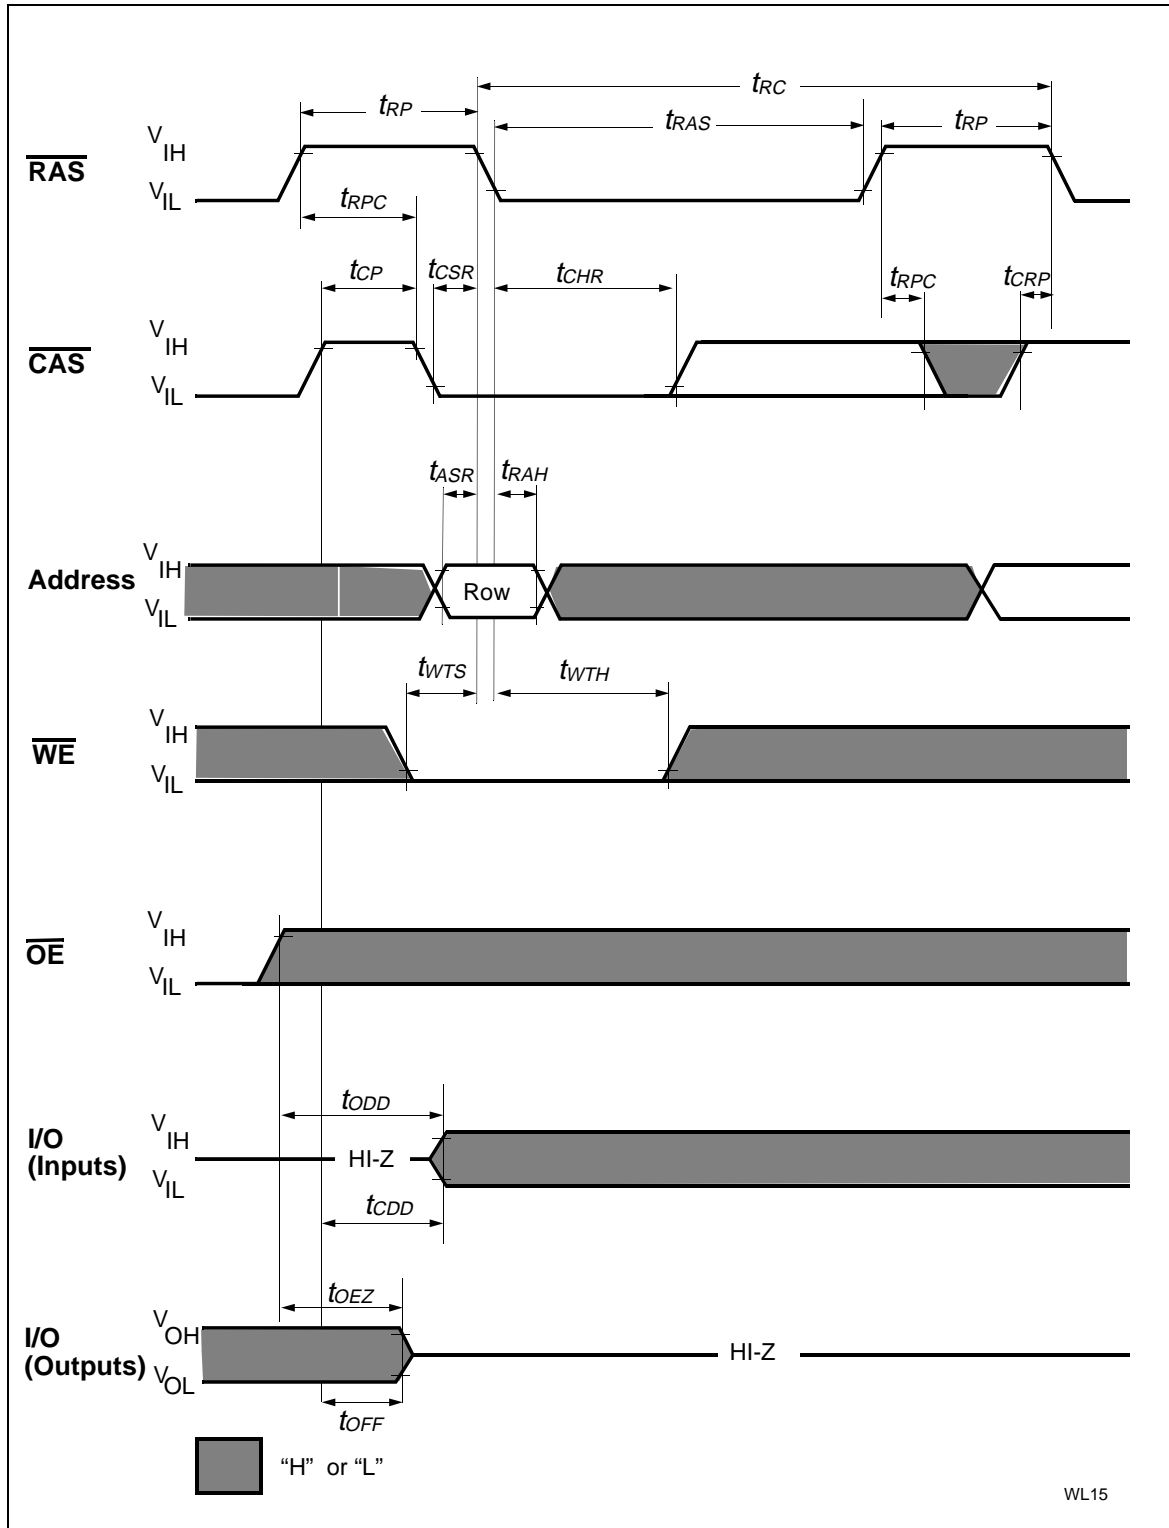 tRC
tRP
tRAS
tRP
RAS
VIH
VIL
tRPC
tCP
tCSR
tCHR
tRPC
tCRP
CAS
VIH
VIL
tASR
tRAH
Address
VIH
VIL
Row
tWTS
tWTH
WE
VIH
VIL
OE
VIH
VIL
tODD
I/O
(Inputs)
VIH
VIL
HI-Z
tCDD
tOEZ
I/O
(Outputs)
VOH
VOL
HI-Z
tOFF
“H” or “L”
WL15